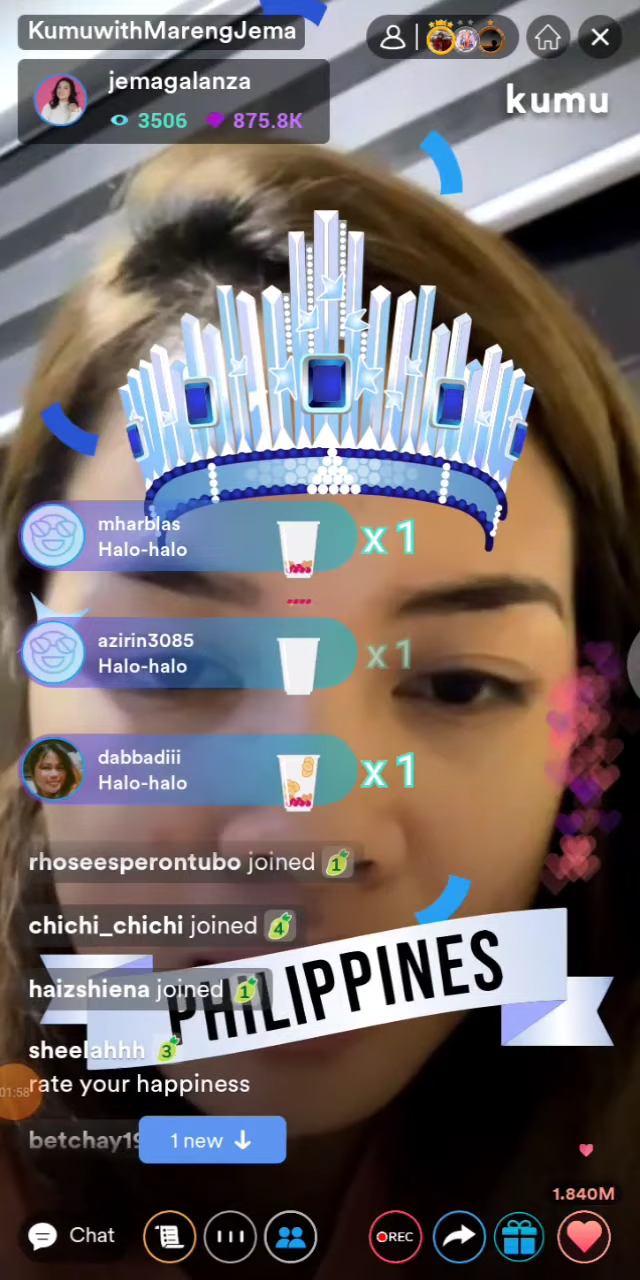 KumuwithMarengJema
jemagalanza
3506 875.8K
kumu
mharblas
Halo-halo
x 1
azirin3085
Halo-halo
x 1
dabbadiii
Halo-halo
x 1
rhoseesperontubo joined 1
chichi_chichi joined 4
haizshiena joined 1
PHILIPPINES
sheelahhh 3
01:58
rate your happiness
1 new
1.840M
Chat
REC